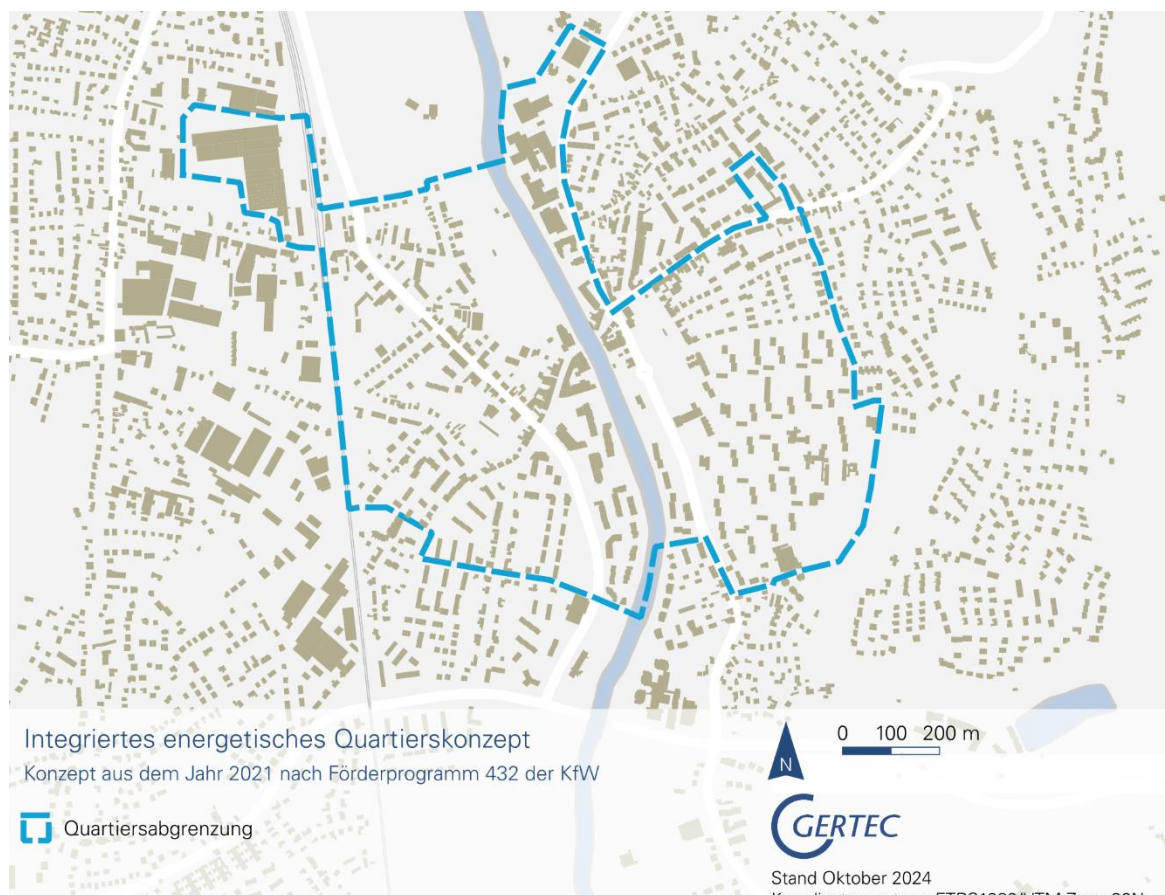 Integriertes energetisches Quartierskonzept
Konzept aus dem Jahr 2021 nach Förderprogramm 432 der KfW
Quartiersabgrenzung
0 100 200 m
N
GERTEC
Stand Oktober 2024